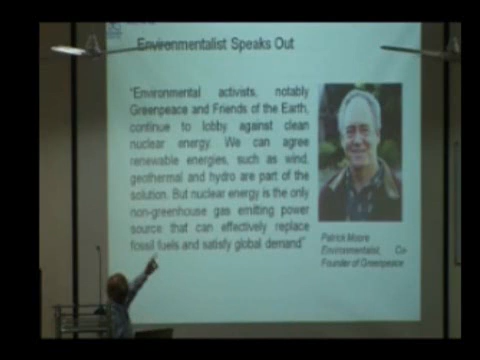 Environmentalist Speaks Out
"Environmental activists, notably
Greenpeace and Friends of the Earth,
continue to lobby against clean
nuclear energy. We can agree
renewable energies, such as wind,
geothermal and hydro are part of the
solution. But nuclear energy is the only
non-greenhouse gas emitting power
source that can effectively replace
fossil fuels and satisfy global demand"
Patrick Moore
Environmentalist, Co-
Founder of Greenpeace